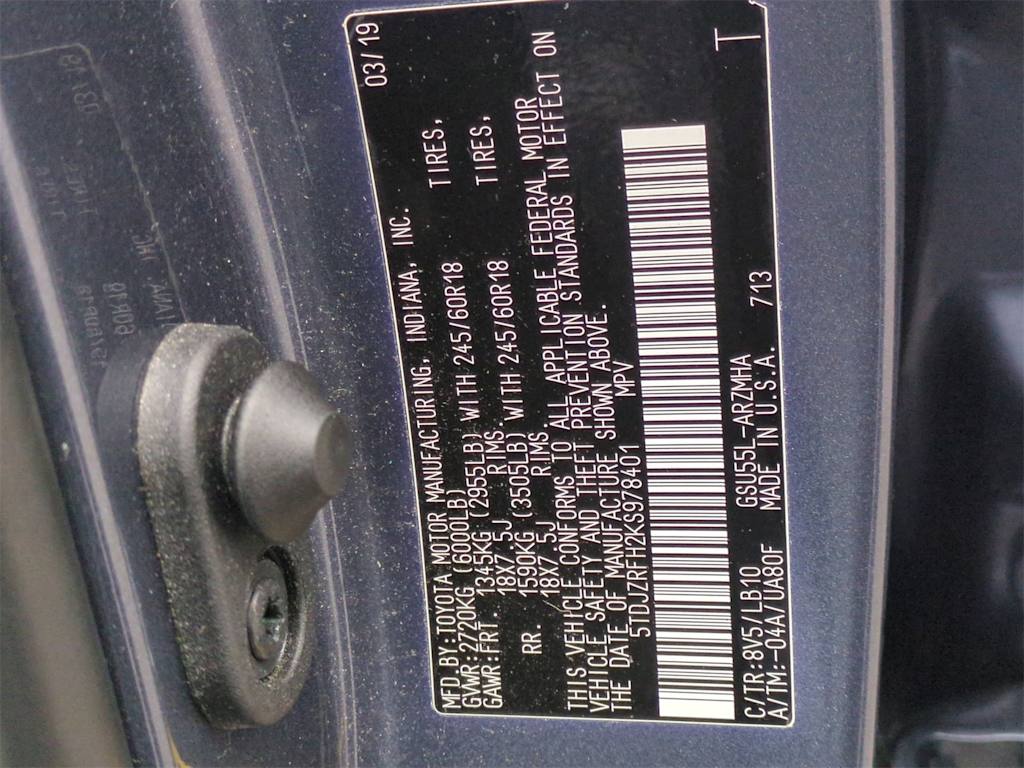 03/19
MFD.BY:TOYOTA MOTOR MANUFACTURING, INDIANA, INC.
GVWR:2720KG (6000LB)
GAWR:FRT. 1345KG (2955LB) WITH 245/60R18 TIRES,
18X7.5J RIMS,
RR. 1590KG (3505LB) WITH 245/60R18 TIRES,
18X7.5J RIMS.
THIS VEHICLE CONFORMS TO ALL APPLICABLE FEDERAL MOTOR
VEHICLE SAFETY AND THEFT PREVENTION STANDARDS IN EFFECT ON
THE DATE OF MANUFACTURE SHOWN ABOVE.
5TDJZRFH2KS978401 MPV
C/TR:8V5/LB10 GSU55L-ARZMHA 713 T
A/TM:-04A/UA80F MADE IN U.S.A.